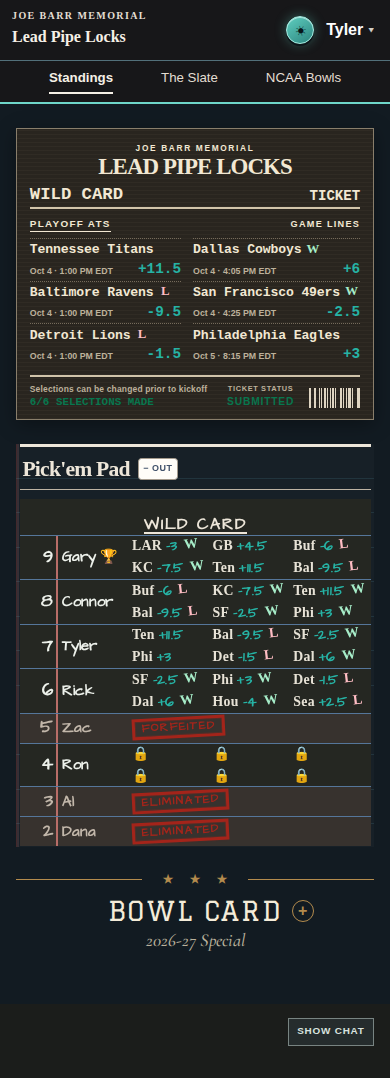 JOE BARR MEMORIAL
Lead Pipe Locks
Tyler
Standings The Slate NCAA Bowls
JOE BARR MEMORIAL
LEAD PIPE LOCKS
WILD CARD TICKET
PLAYOFF ATS GAME LINES
Tennessee Titans Dallas Cowboys W
Oct 4 · 1:00 PM EDT +11.5 Oct 4 · 4:05 PM EDT +6
Baltimore Ravens L San Francisco 49ers W
Oct 4 · 1:00 PM EDT -9.5 Oct 4 · 4:25 PM EDT -2.5
Detroit Lions L Philadelphia Eagles
Oct 4 · 1:00 PM EDT -1.5 Oct 5 · 8:15 PM EDT +3
Selections can be changed prior to kickoff TICKET STATUS
6/6 SELECTIONS MADE SUBMITTED
Pick'em Pad − OUT
WILD CARD
9 Gary 🏆 LAR -3 W GB +4.5 Buf -6 L
KC -7.5 W Ten +11.5 Bal -9.5 L
8 Connor Buf -6 L KC -7.5 W Ten +11.5 W
Bal -9.5 L SF -2.5 W Phi +3 W
7 Tyler Ten +11.5 Bal -9.5 L SF -2.5 W
Phi +3 Det -1.5 L Dal +6 W
6 Rick SF -2.5 W Phi +3 W Det -1.5 L
Dal +6 W Hou -4 W Sea +2.5 L
5 Zac FORFEITED
4 Ron 🔒 🔒 🔒
🔒 🔒 🔒
3 Al ELIMINATED
2 Dana ELIMINATED
★ ★ ★
BOWL CARD +
2026-27 Special
SHOW CHAT